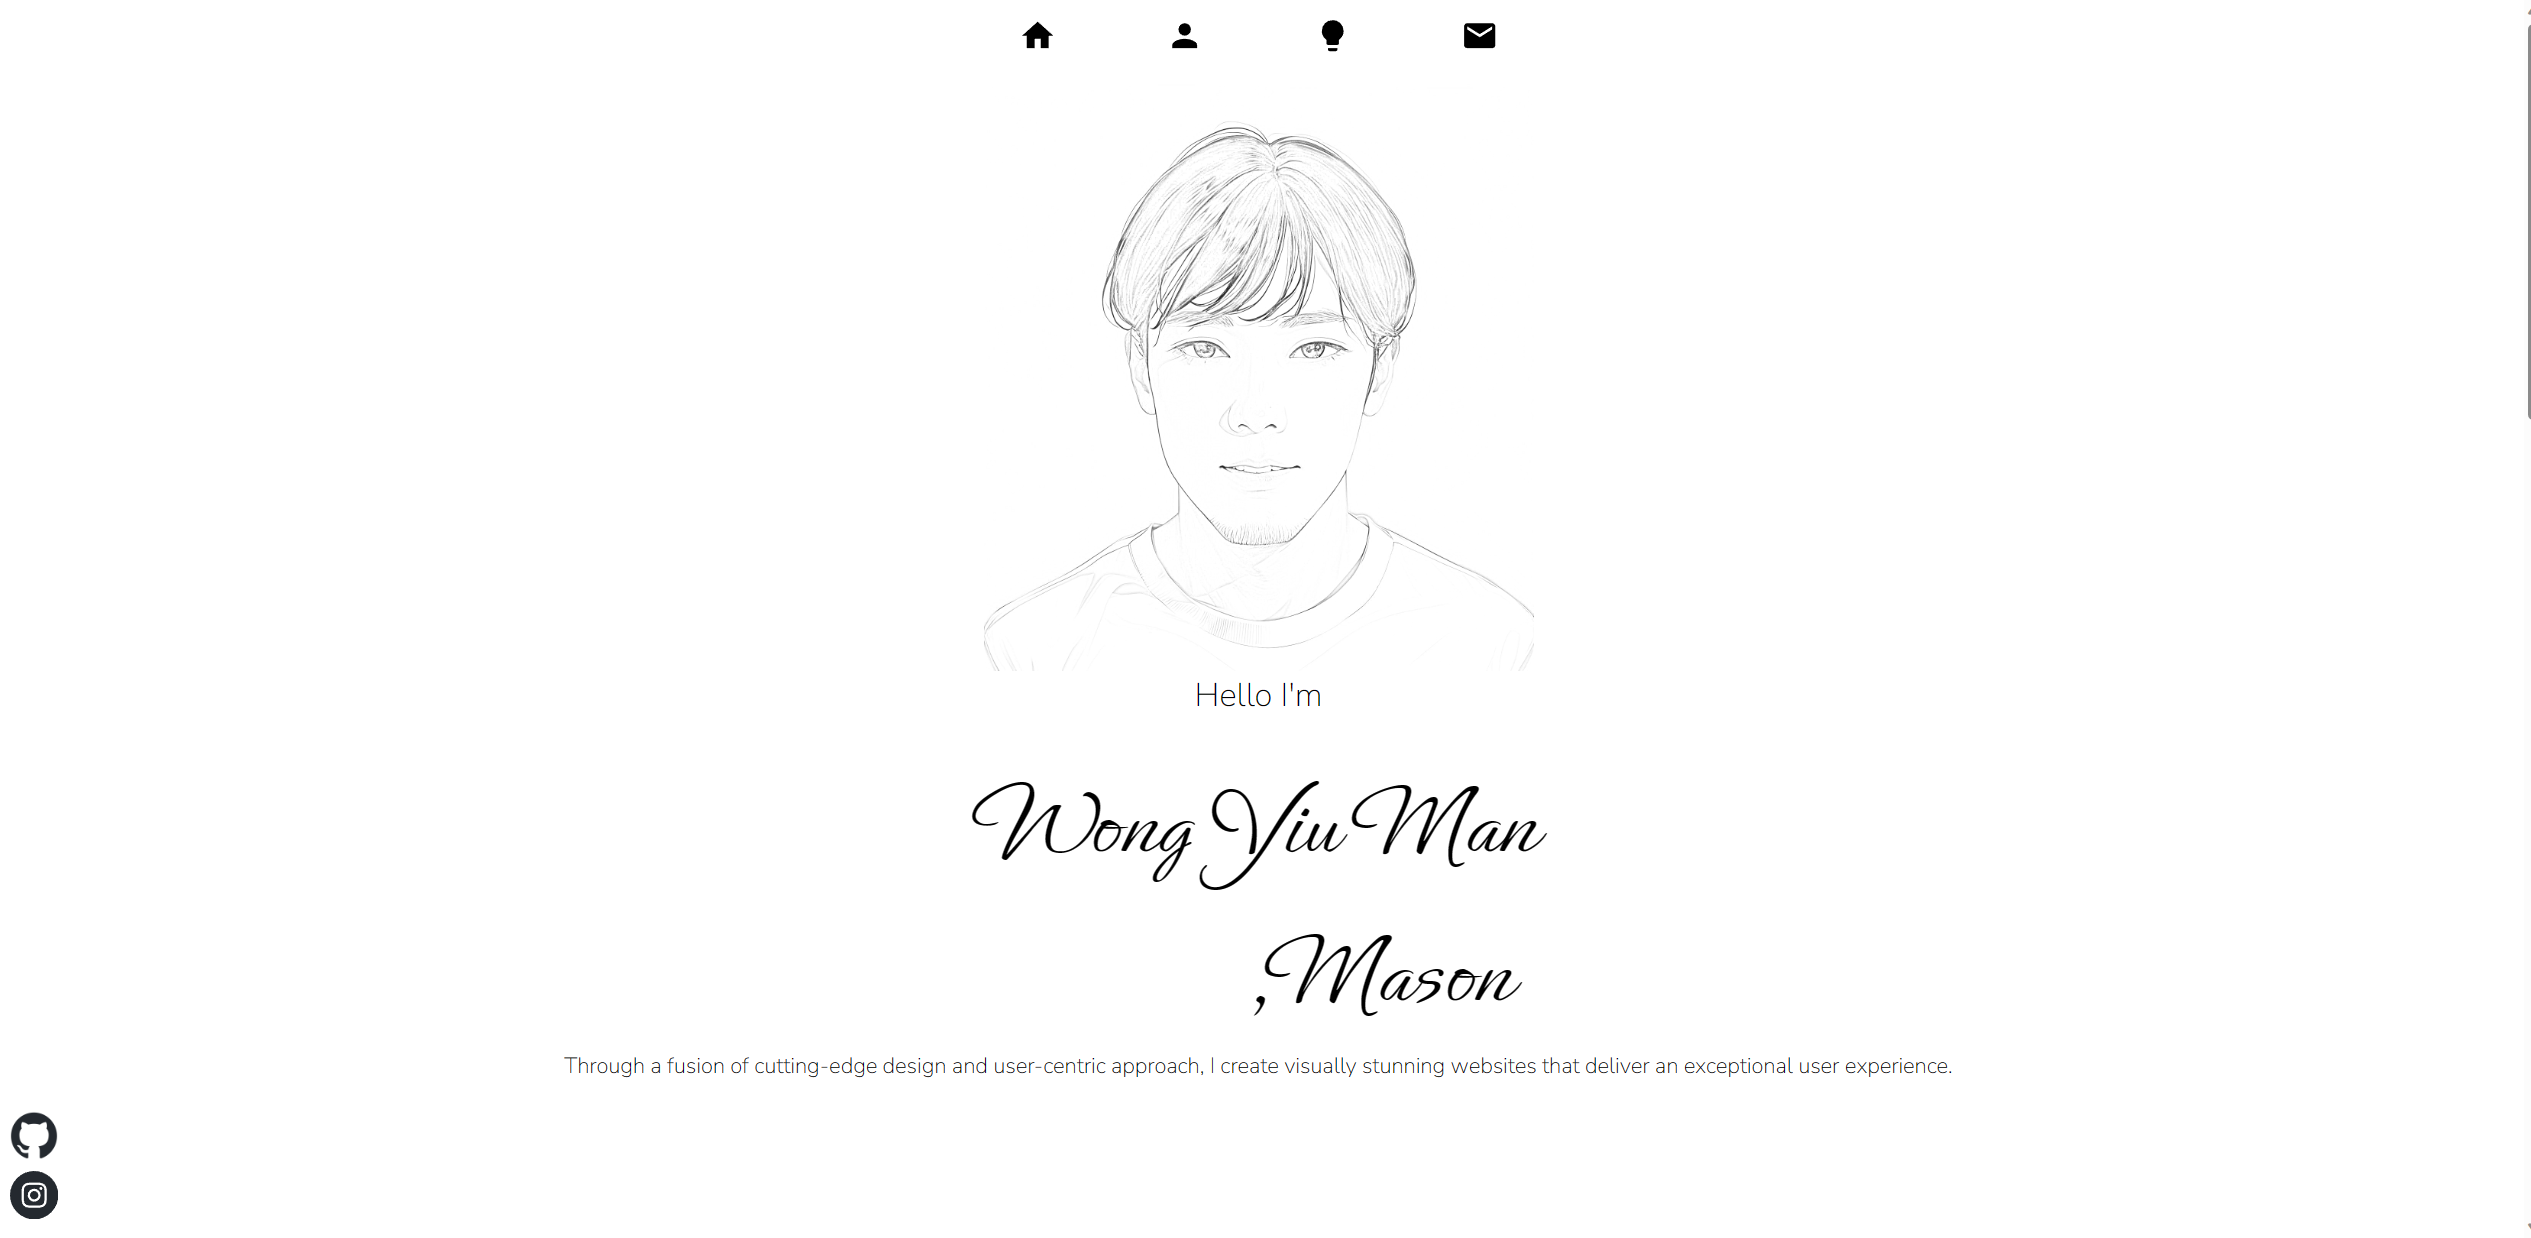 Hello I'm
Wong Yiu Man
,Mason
Through a fusion of cutting-edge design and user-centric approach, I create visually stunning websites that deliver an exceptional user experience.